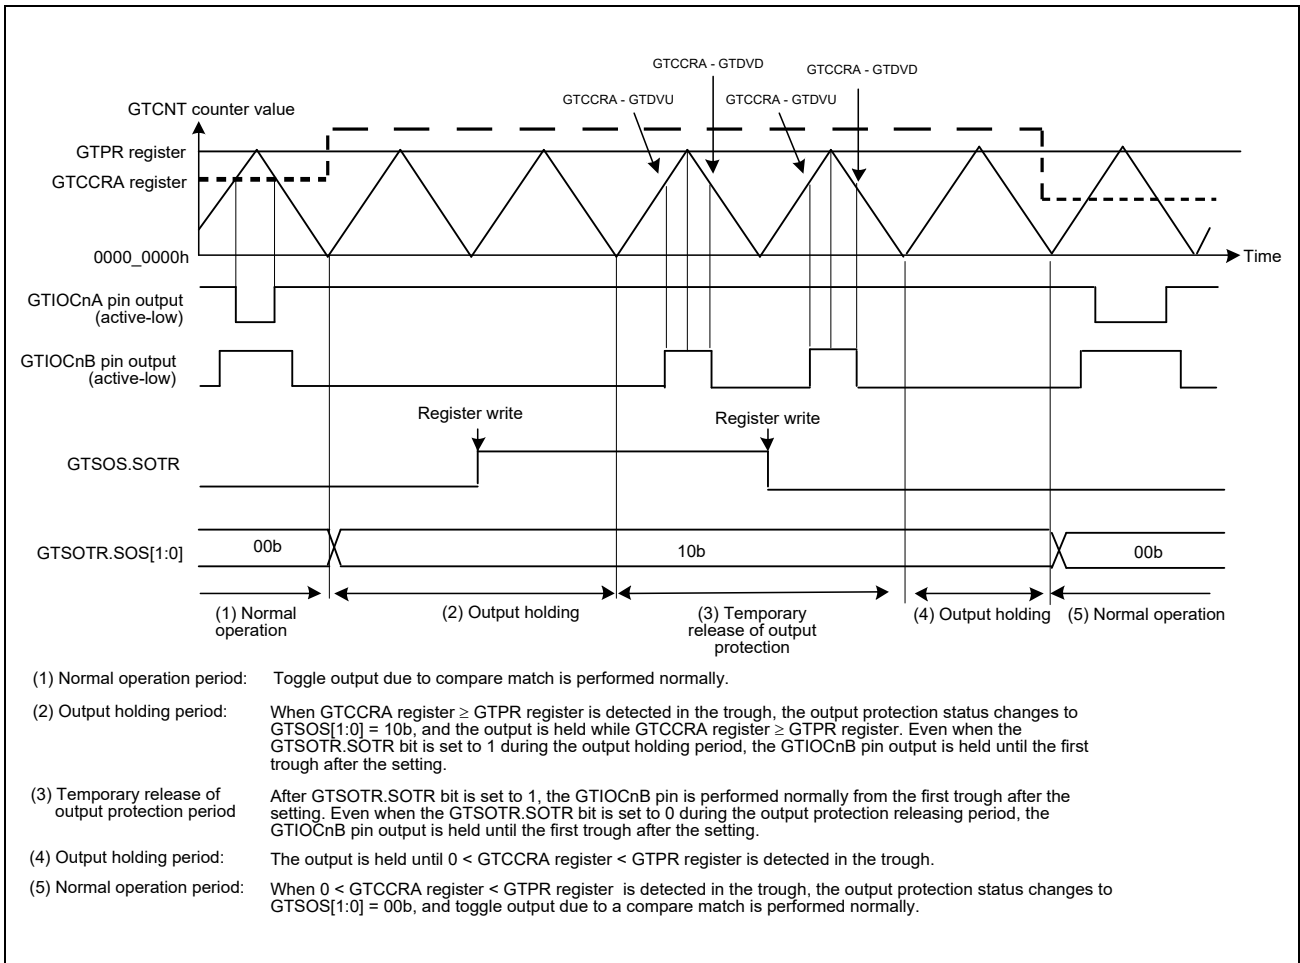 GTCCRA - GTDVD
GTCCRA - GTDVD
GTCCRA - GTDVU
GTCCRA - GTDVU
GTCNT counter value
GTPR register
GTCCRA register
0000_0000h
Time
GTIOCnA pin output
(active-low)
GTIOCnB pin output
(active-low)
Register write
Register write
GTSOS.SOTR
GTSOTR.SOS[1:0]
00b
10b
00b
(1) Normal
operation
(2) Output holding
(3) Temporary
release of output
protection
(4) Output holding
(5) Normal operation
(1) Normal operation period: Toggle output due to compare match is performed normally.
(2) Output holding period: When GTCCRA register ≥ GTPR register is detected in the trough, the output protection status changes to
GTSOS[1:0] = 10b, and the output is held while GTCCRA register ≥ GTPR register. Even when the
GTSOTR.SOTR bit is set to 1 during the output holding period, the GTIOCnB pin output is held until the first
trough after the setting.
(3) Temporary release of
output protection period
After GTSOTR.SOTR bit is set to 1, the GTIOCnB pin is performed normally from the first trough after the
setting. Even when the GTSOTR.SOTR bit is set to 0 during the output protection releasing period, the
GTIOCnB pin output is held until the first trough after the setting.
(4) Output holding period: The output is held until 0 < GTCCRA register < GTPR register is detected in the trough.
(5) Normal operation period: When 0 < GTCCRA register < GTPR register is detected in the trough, the output protection status changes to
GTSOS[1:0] = 00b, and toggle output due to a compare match is performed normally.